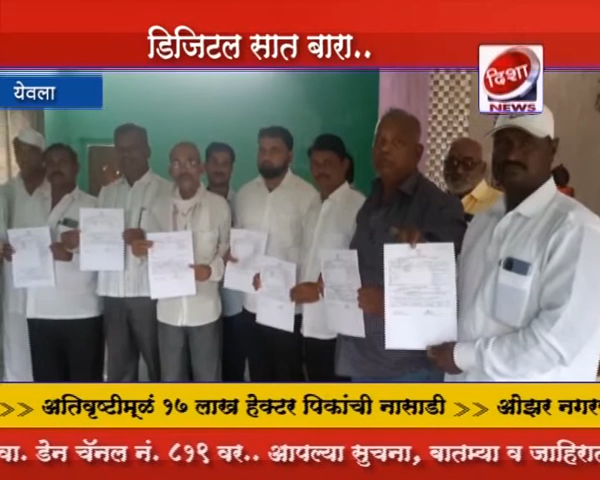 डिजिटल सात बारा..
येवला
दिशा
NEWS
>> अतिवृष्टीमूळं १७ लाख हेक्टर पिकांची नासाडी >> ओझर नगर
वा. डेन चॅनल नं. ८१९ वर.. आपल्या सुचना, बातम्या व जाहिरात